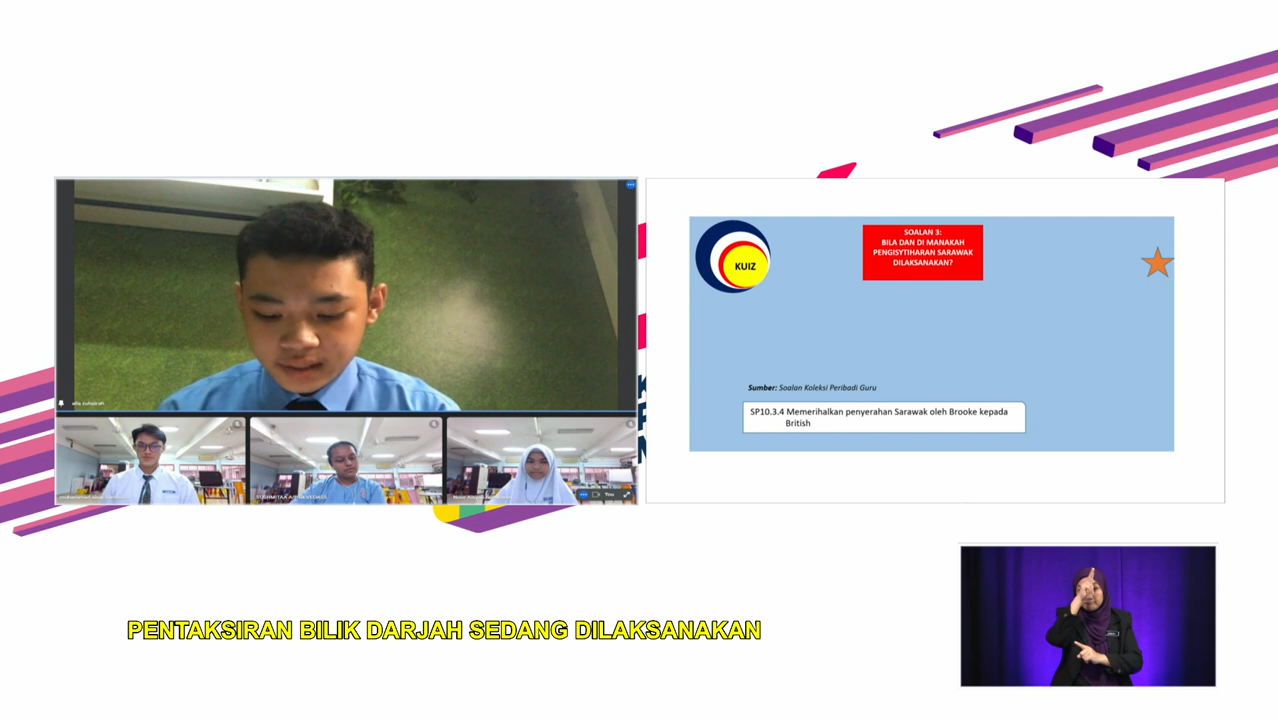 KUIZ
SOALAN 3:
BILA DAN DI MANAKAH
PENGISYTIHARAN SARAWAK
DILAKSANAKAN?
Sumber: Soalan Koleksi Peribadi Guru
SP10.3.4 Memerihalkan penyerahan Sarawak oleh Brooke kepada
British
You
PENTAKSIRAN BILIK DARJAH SEDANG DILAKSANAKAN